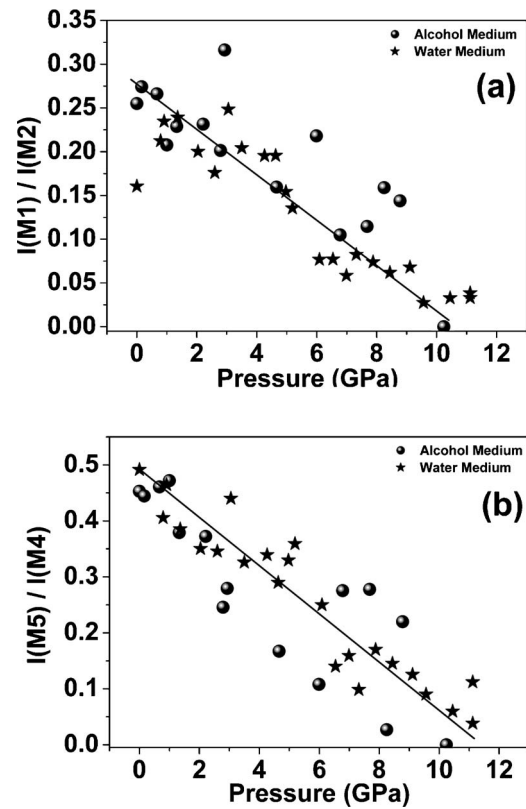 Alcohol Medium
Water Medium
(a)
0.35
0.30
0.25
0.20
0.15
0.10
0.05
0.00
I(M1) / I(M2)
0 2 4 6 8 10 12
Pressure (GPa)
Alcohol Medium
Water Medium
(b)
0.5
0.4
0.3
0.2
0.1
0.0
I(M5) / I(M4)
0 2 4 6 8 10 12
Pressure (GPa)